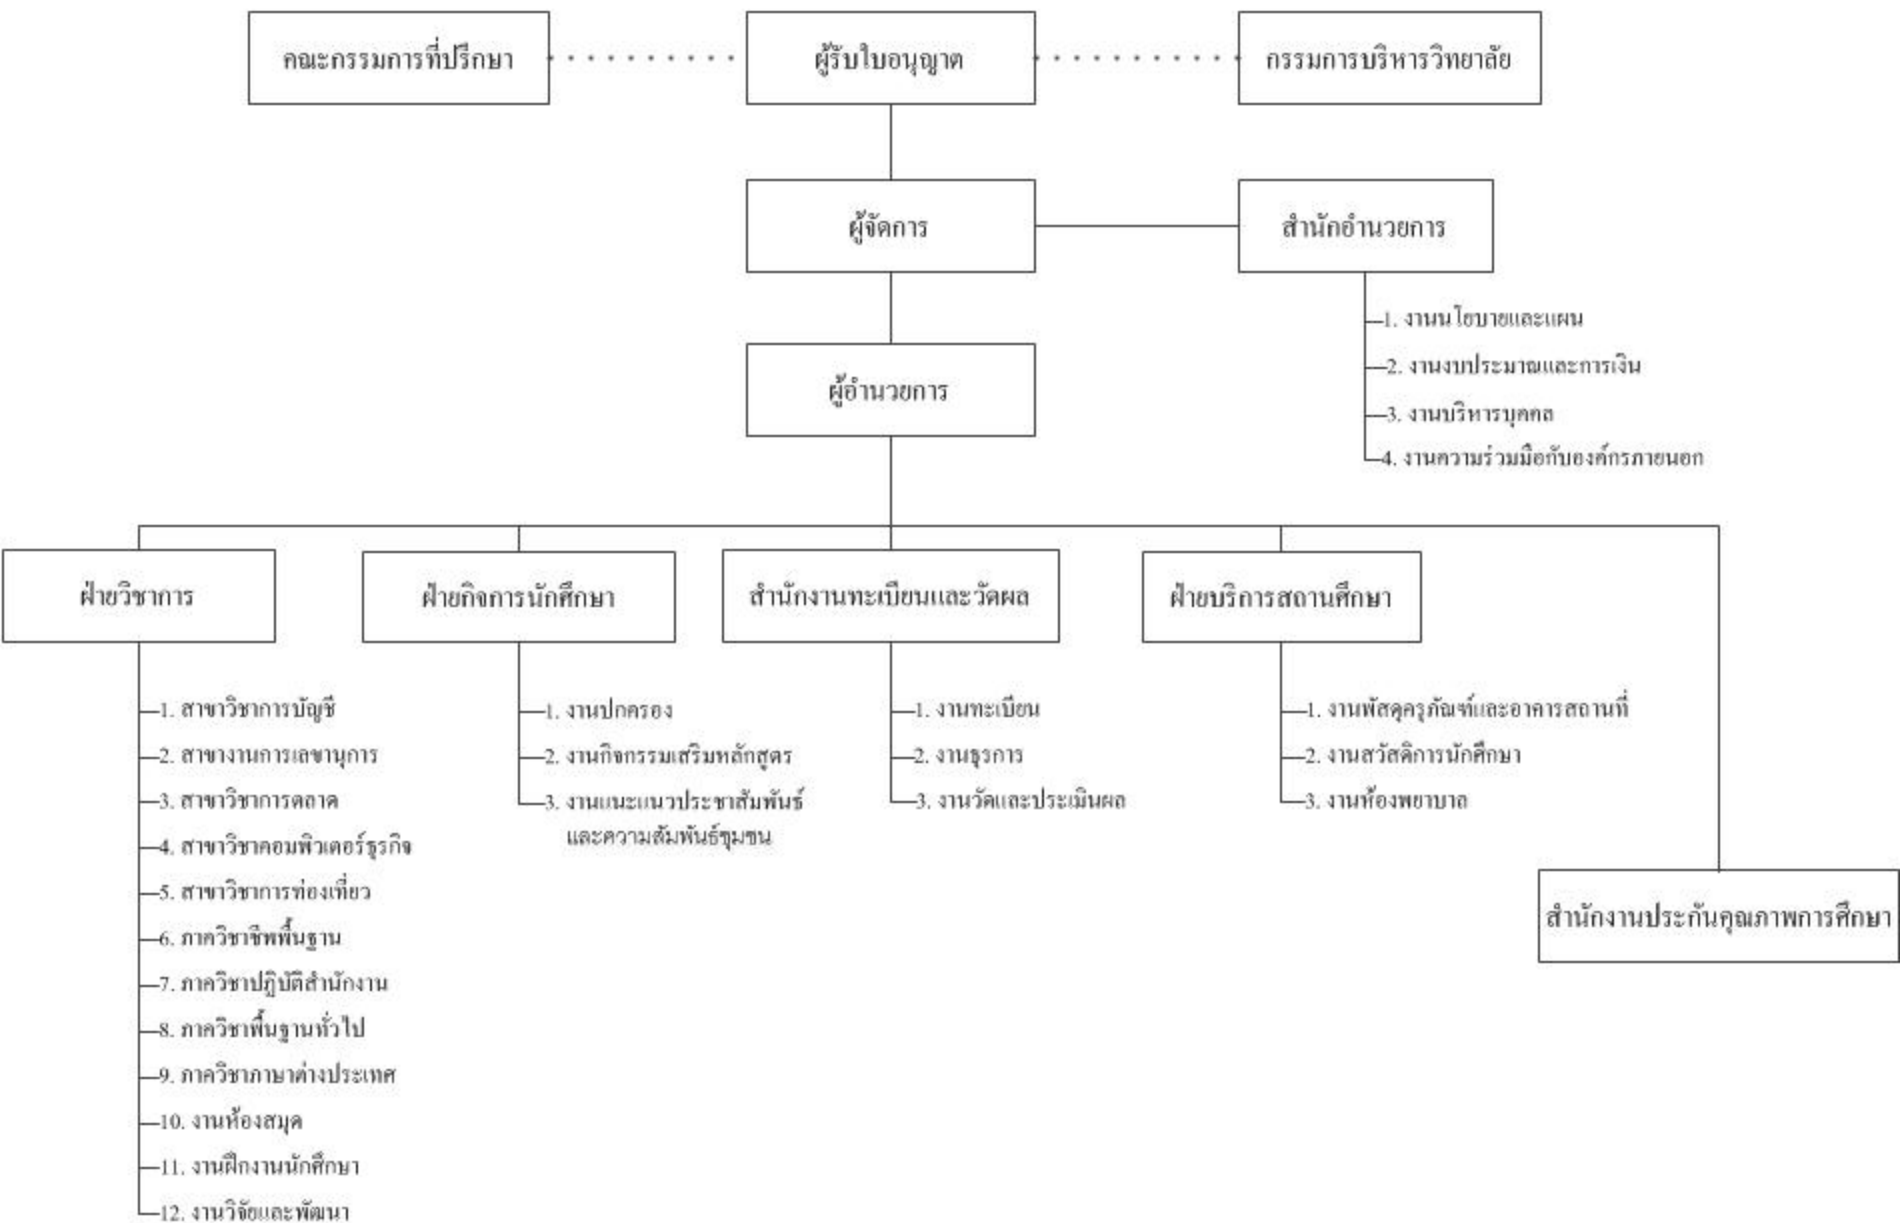 คณะกรรมการที่ปรึกษา
ผู้รับใบอนุญาต
กรรมการบริหารวิทยาลัย
ผู้จัดการ
สำนักอำนวยการ
1. งานนโยบายและแผน
2. งานงบประมาณและการเงิน
3. งานบริหารบุคคล
4. งานความร่วมมือกับองค์กรภายนอก
ผู้อำนวยการ
ฝ่ายวิชาการ
1. สาขาวิชาการบัญชี
2. สาขางานการเลขานุการ
3. สาขาวิชาการตลาด
4. สาขาวิชาคอมพิวเตอร์ธุรกิจ
5. สาขาวิชาการท่องเที่ยว
6. ภาควิชาชีพพื้นฐาน
7. ภาควิชาปฏิบัติสำนักงาน
8. ภาควิชาพื้นฐานทั่วไป
9. ภาควิชาภาษาต่างประเทศ
10. งานห้องสมุด
11. งานฝึกงานนักศึกษา
12. งานวิจัยและพัฒนา
ฝ่ายกิจการนักศึกษา
1. งานปกครอง
2. งานกิจกรรมเสริมหลักสูตร
3. งานแนะแนวประชาสัมพันธ์
และความสัมพันธ์ชุมชน
สำนักงานทะเบียนและวัดผล
1. งานทะเบียน
2. งานธุรการ
3. งานวัดและประเมินผล
ฝ่ายบริการสถานศึกษา
1. งานพัสดุครุภัณฑ์และอาคารสถานที่
2. งานสวัสดิการนักศึกษา
3. งานห้องพยาบาล
สำนักงานประกันคุณภาพการศึกษา